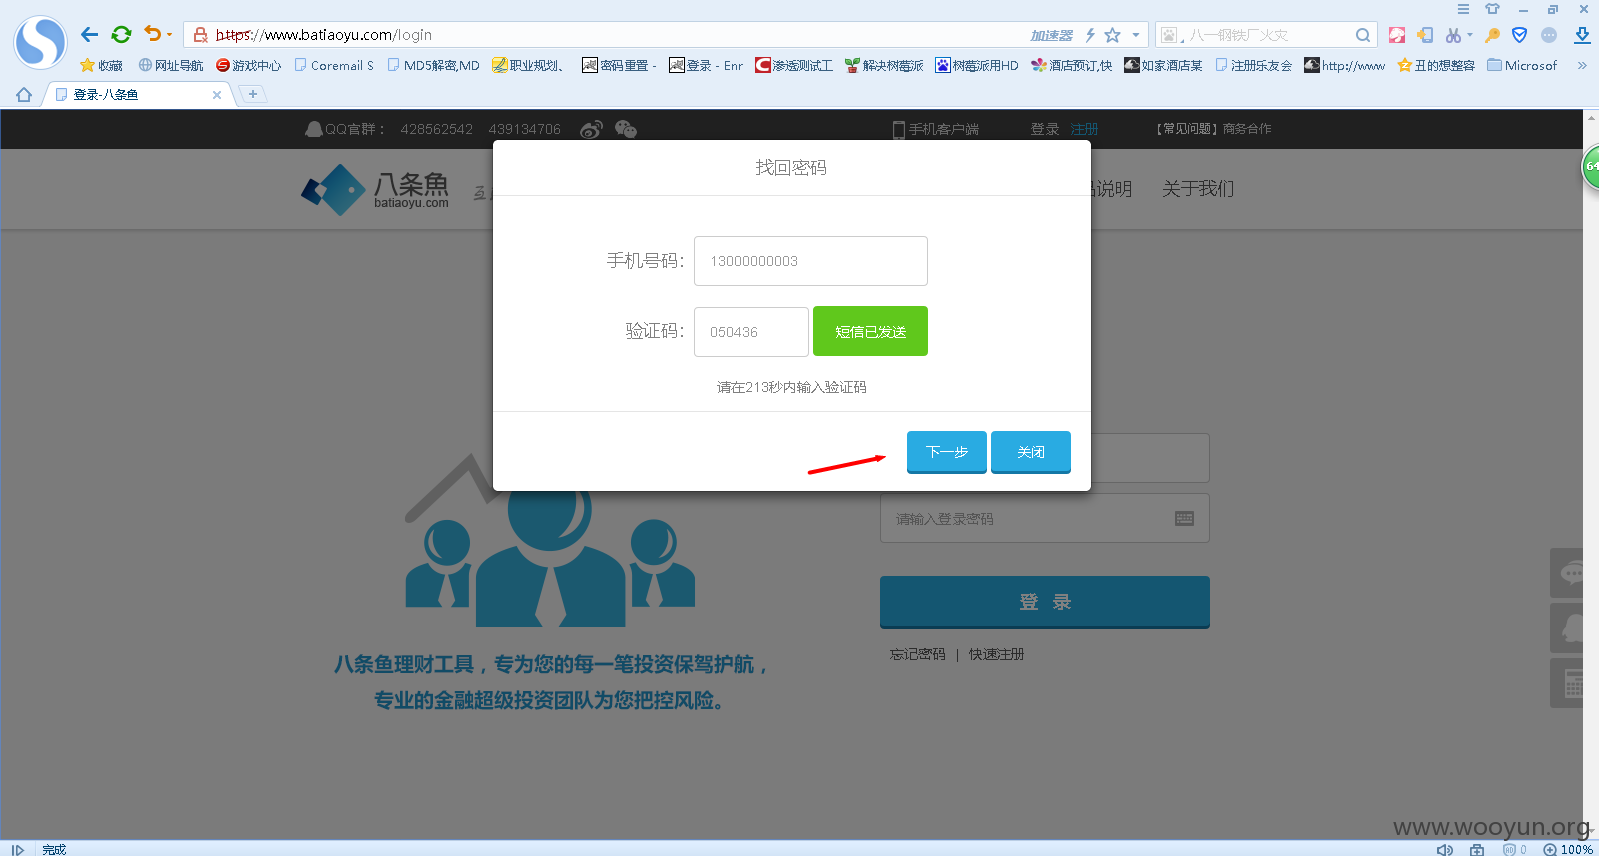 https://www.batiaoyu.com/login
加速器
八一钢铁厂火灾
收藏
网址导航
游戏中心
Coremail S
MD5解密,MD
职业规划、
密码重置 -
登录 - Enr
渗透测试工
解决树莓派
树莓派用HD
酒店预订,快
如家酒店某
注册乐友会
http://www
丑的想整容
Microsof
登录-八条鱼
QQ官群： 428562542 439134706
手机客户端
登录 注册
【常见问题】商务合作
八条鱼
batiaoyu.com
互
品说明
关于我们
64
找回密码
手机号码:
13000000003
验证码:
050436
短信已发送
请在213秒内输入验证码
下一步
关闭
请输入登录密码
登 录
忘记密码 | 快速注册
八条鱼理财工具，专为您的每一笔投资保驾护航，
专业的金融超级投资团队为您把控风险。
www.wooyun.org
完成
0
100%